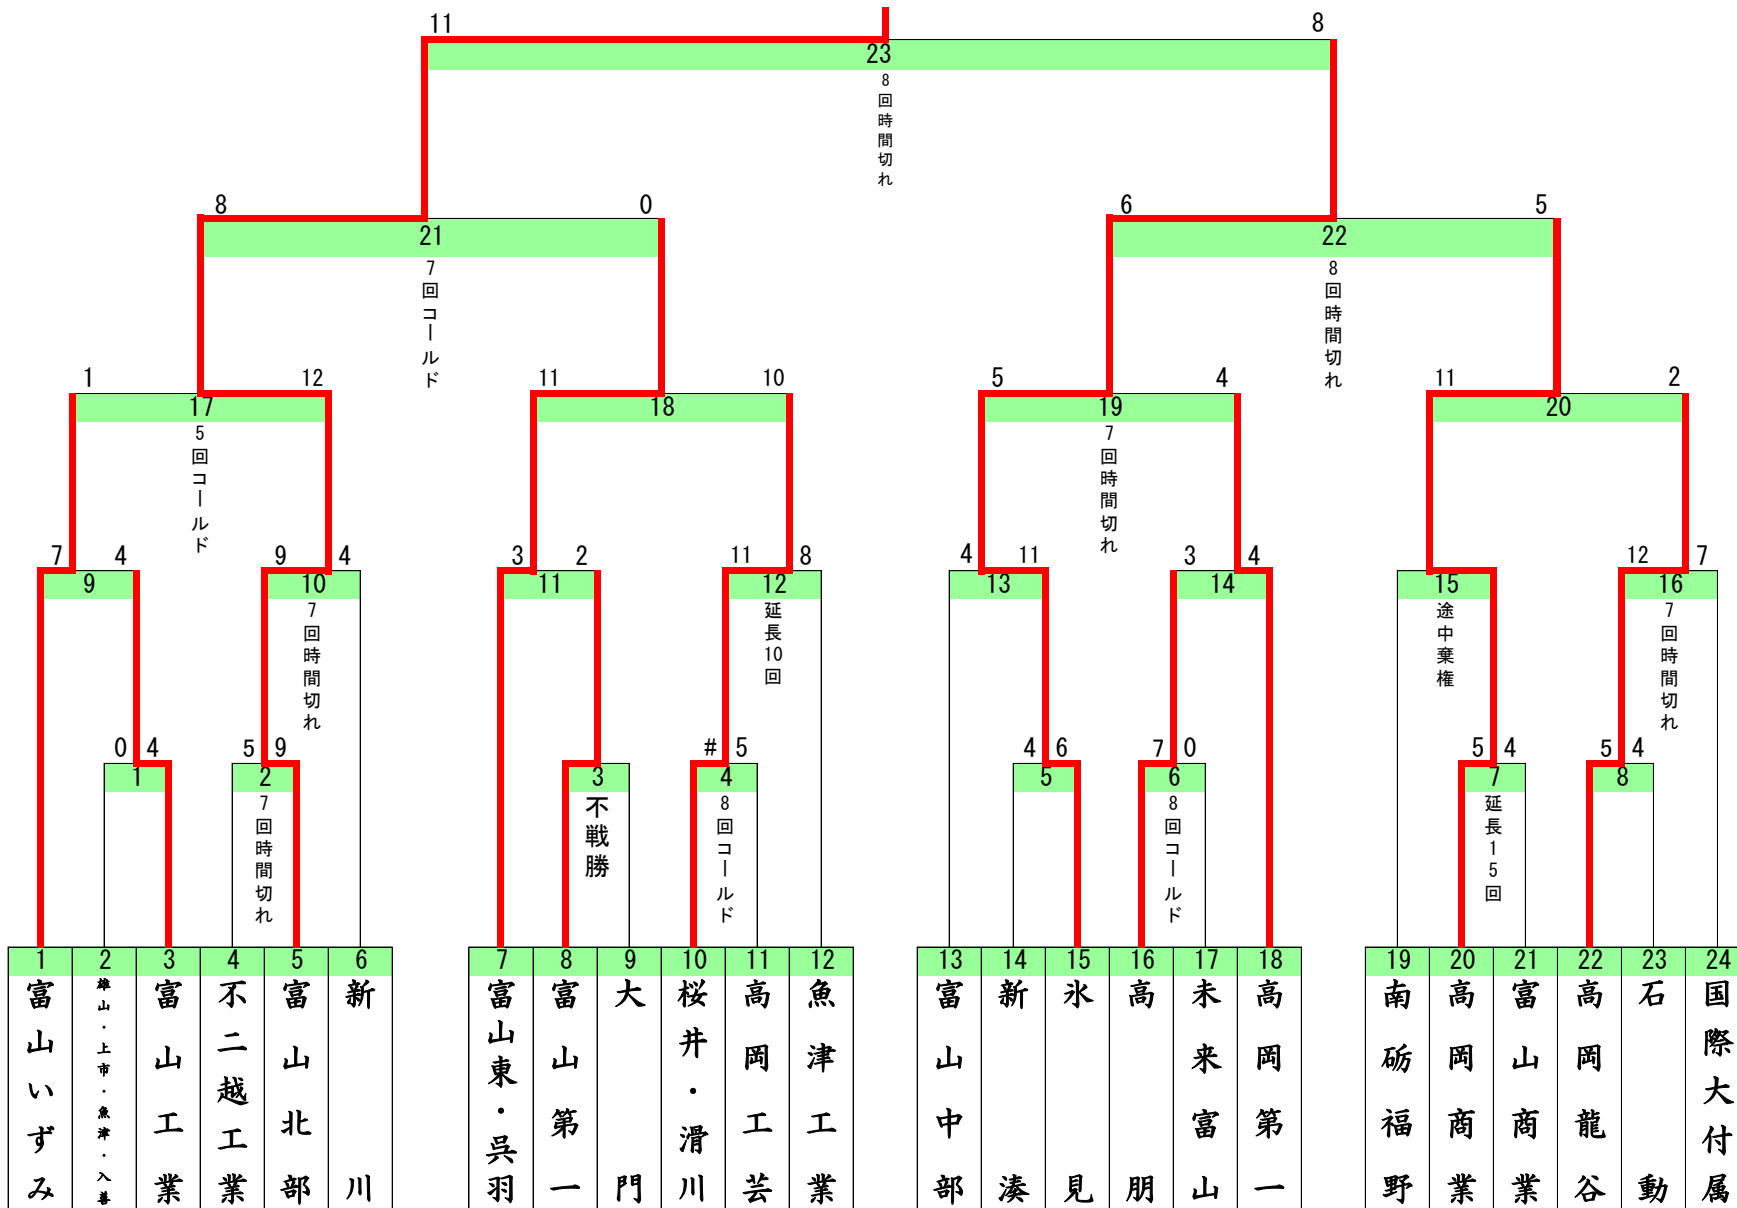 11 8
23
8回時間切れ
8 0 6 5
21 22
7回コールド 8回時間切れ
1 12 11 10 5 4 11 2
17 18 19 20
5回コールド 7回時間切れ
7 4 9 4 3 2 11 8 4 11 3 4 12 7
9 10 11 12 13 14 15 16
7回時間切れ 延長10回 途中棄権 7回時間切れ
0 4 5 9 # 5 4 6 7 0 5 4 5 4
1 2 3 4 5 6 7 8
7回時間切れ 不戦勝 8回コールド 8回コールド 延長15回
1 2 3 4 5 6 7 8 9 10 11 12 13 14 15 16 17 18 19 20 21 22 23 24
富山いずみ
雄山・上市・魚津・入善
富山工業
不二越工業
富山北部
新川
富山東・呉羽
富山第一
大門
桜井・滑川
高岡工芸
魚津工業
富山中部
新湊
氷見
高朋
未来富山
高岡第一
南砺福野
高岡商業
富山商業
高岡龍谷
石動
国際大付属